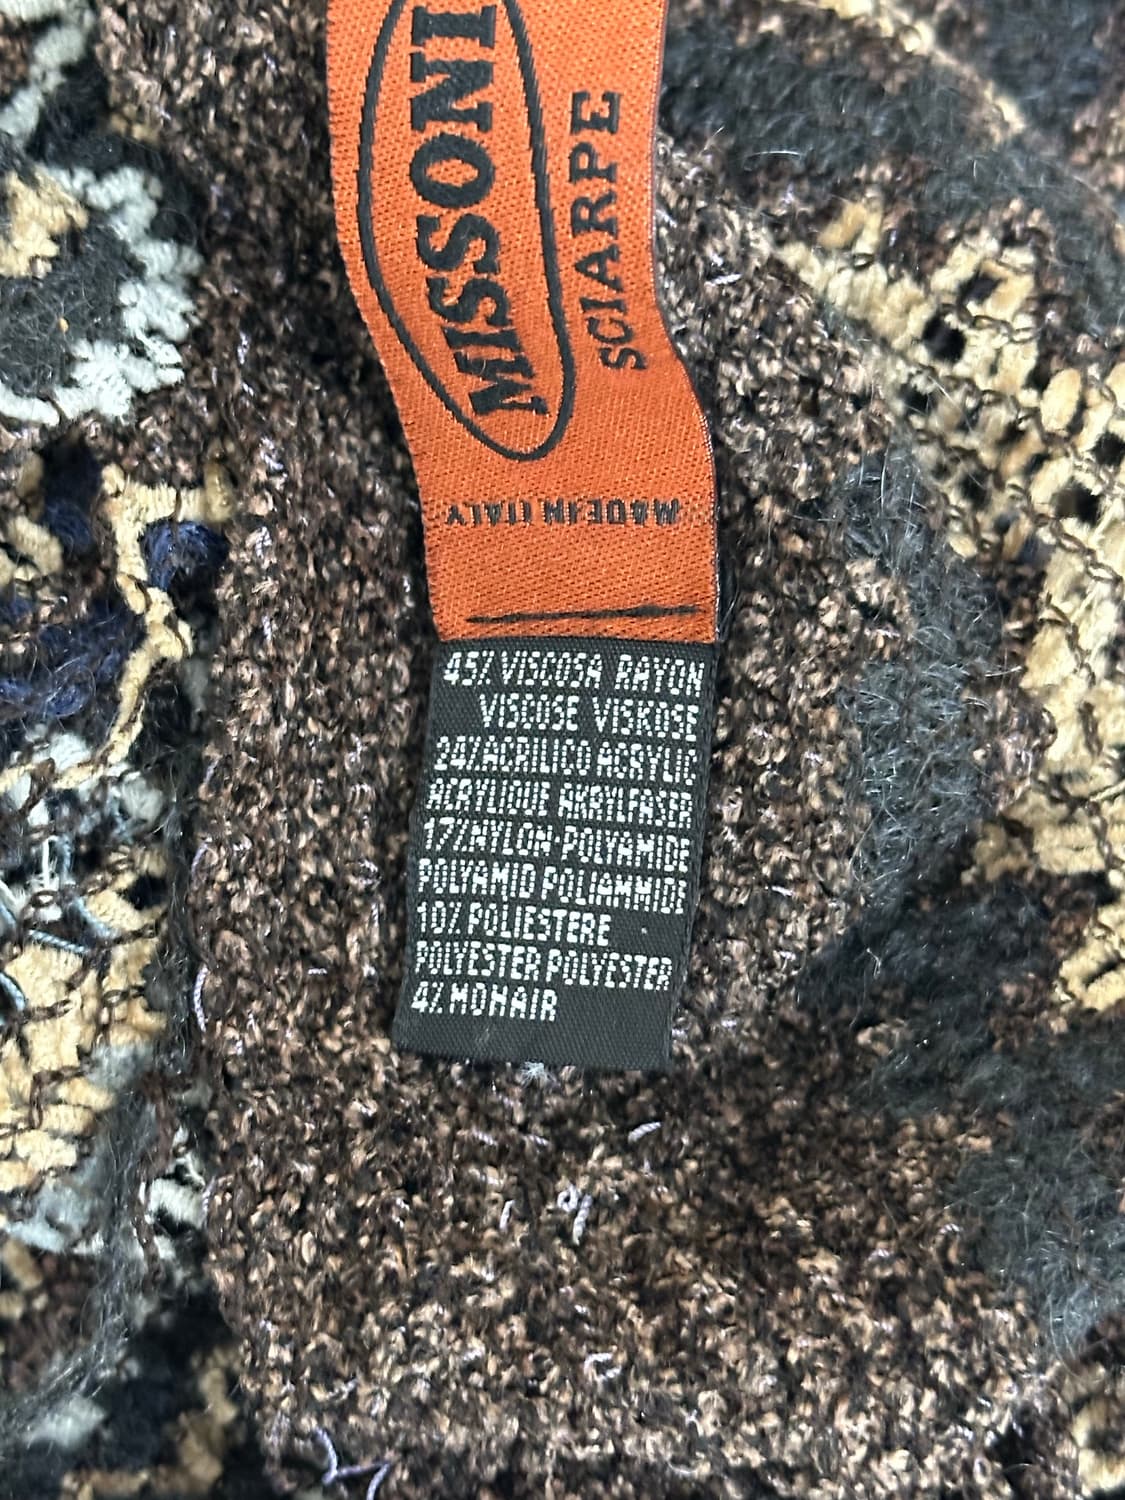 MISSONI
SCIARPE
MADE IN ITALY
45% VISCOSA RAYON
VISCOSE VISKOSE
24% ACRILICO ACRYLIC
ACRYLIQUE AKRYLFASER
17% NYLON-POLYAMIDE
POLYAMID POLIAMMIDE
10% POLIESTERE
POLYESTER POLYESTER
4% MOHAIR